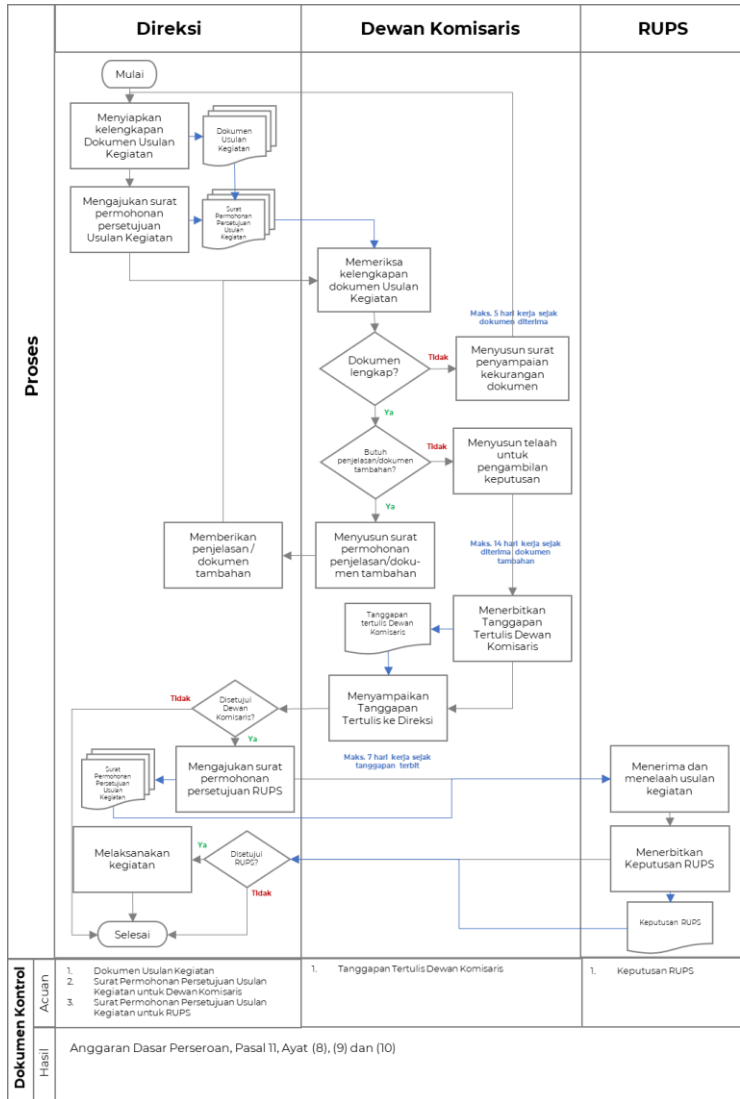 Direksi
Dewan Komisaris
RUPS
Proses
Mulai
Menyiapkan
kelengkapan
Dokumen Usulan
Kegiatan
Dokumen
Usulan
Kegiatan
Mengajukan surat
permohonan
persetujuan
Usulan Kegiatan
Surat
Permohonan
Persetujuan
Usulan
Kegiatan
Memeriksa
kelengkapan
dokumen Usulan
Kegiatan
Maks. 5 hari kerja sejak
dokumen diterima
Dokumen
lengkap?
Tidak
Menyusun surat
penyampaian
kekurangan
dokumen
Ya
Butuh
penjelasan/dokumen
tambahan?
Tidak
Menyusun telaah
untuk
pengambilan
keputusan
Ya
Memberikan
penjelasan /
dokumen
tambahan
Menyusun surat
permohonan
penjelasan/doku-
men tambahan
Maks. 14 hari kerja sejak
diterima dokumen
tambahan
Tanggapan
tertulis Dewan
Komisaris
Menerbitkan
Tanggapan
Tertulis Dewan
Komisaris
Tidak
Disetujui
Dewan
Komisaris?
Menyampaikan
Tanggapan
Tertulis ke Direksi
Ya
Surat
Permohonan
Persetujuan
Usulan
Kegiatan
Mengajukan surat
permohonan
persetujuan RUPS
Maks. 7 hari kerja sejak
tanggapan terbit
Menerima dan
menelaah usulan
kegiatan
Melaksanakan
kegiatan
Ya
Disetujui
RUPS?
Tidak
Menerbitkan
Keputusan RUPS
Selesai
Keputusan RUPS
Dokumen Kontrol
Acuan
1. Dokumen Usulan Kegiatan
2. Surat Permohonan Persetujuan Usulan
Kegiatan untuk Dewan Komisaris
3. Surat Permohonan Persetujuan Usulan
Kegiatan untuk RUPS
1. Tanggapan Tertulis Dewan Komisaris
1. Keputusan RUPS
Hasil
Anggaran Dasar Perseroan, Pasal 11, Ayat (8), (9) dan (10)